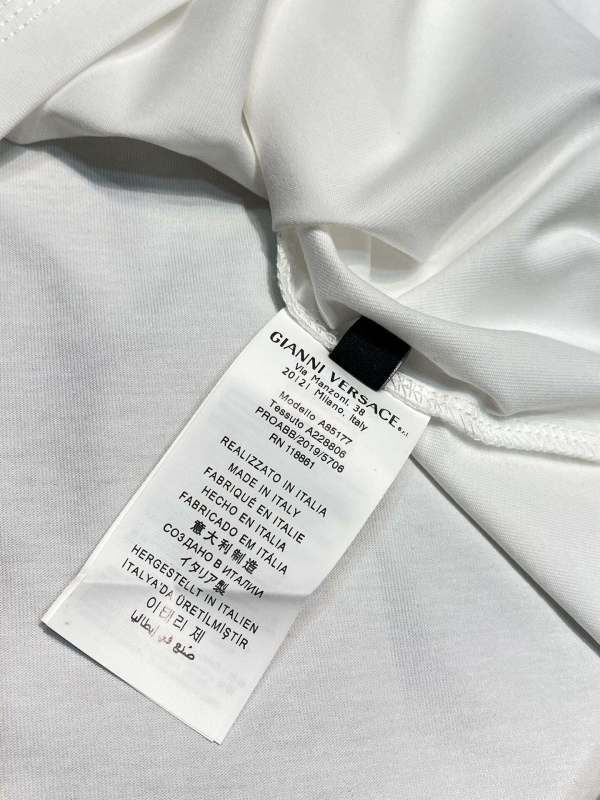 GIANNI VERSACE s.r.l.
Via Manzoni, 38
20121 Milano, Italy
Modello A85177
Tessuto A228806
PROABB/2019/5706
RN 118861
REALIZZATO IN ITALIA
MADE IN ITALY
FABRIQUÉ EN ITALIE
HECHO EN ITALIA
FABRICADO EM ITÁLIA
意大利制造
СОЗДАНО В ИТАЛИИ
イタリア製
HERGESTELLT IN ITALIEN
İTALYA'DA ÜRETİLMİŞTİR
이태리 제
صُنع في إيطاليا